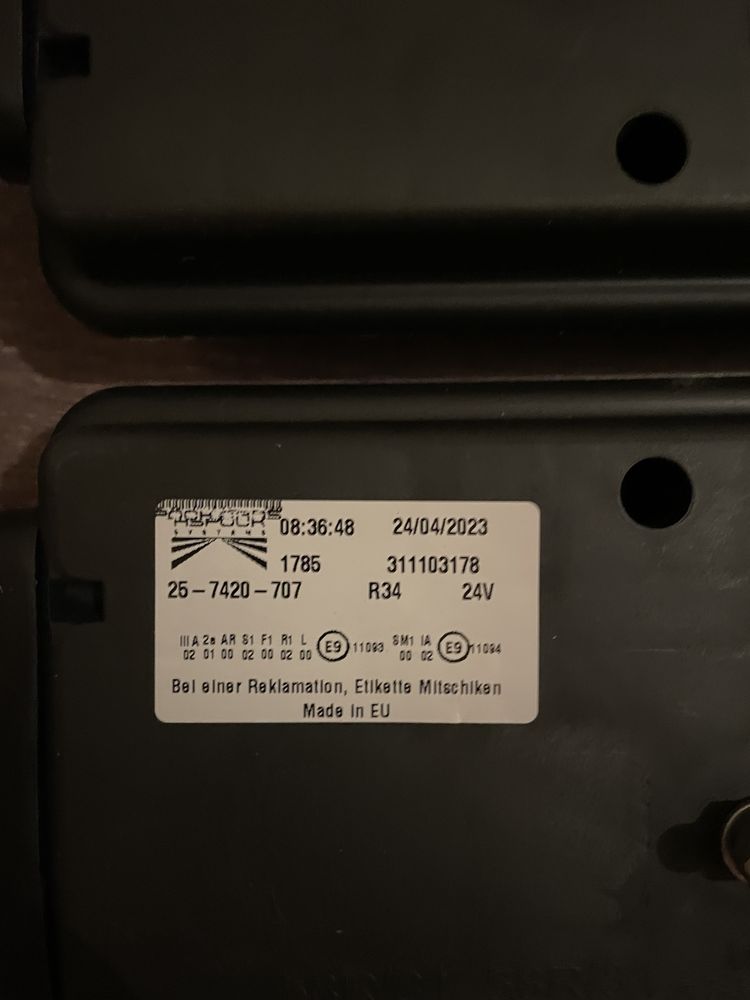 SYSTEMS
08:36:48 24/04/2023
1785 311103178
25-7420-707 R34 24V
IIIA 2a AR S1 F1 R1 L E9 11093 SM1 IA E9 11094
02 01 00 02 00 02 00 00 02
Bei einer Reklamation, Etikette Mitschiken
Made in EU